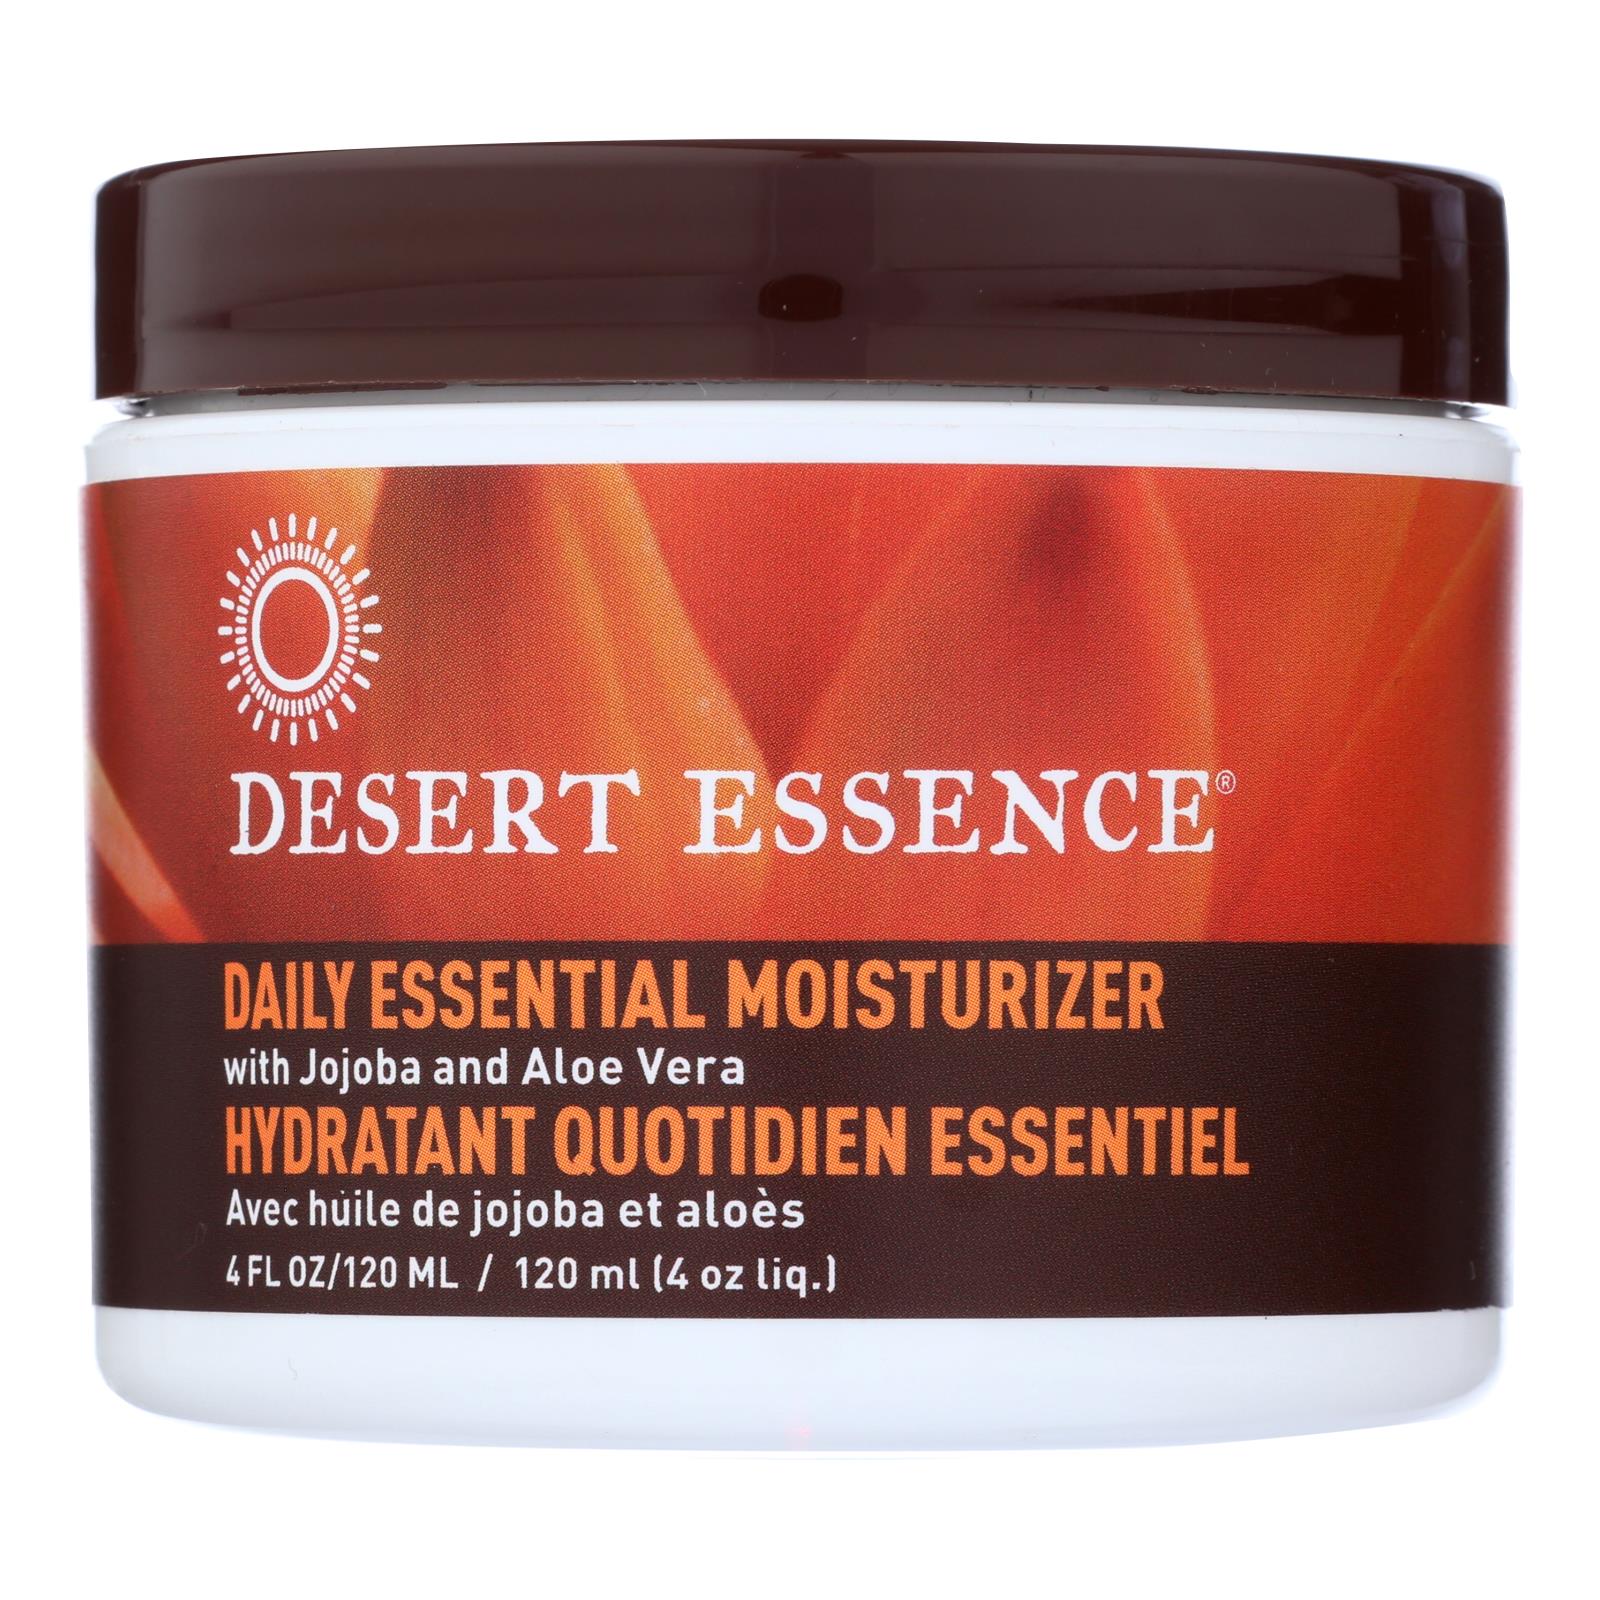 DESERT ESSENCE®
DAILY ESSENTIAL MOISTURIZER
with Jojoba and Aloe Vera
HYDRATANT QUOTIDIEN ESSENTIEL
Avec huile de jojoba et aloès
4 FL OZ/120 ML / 120 ml (4 oz liq.)